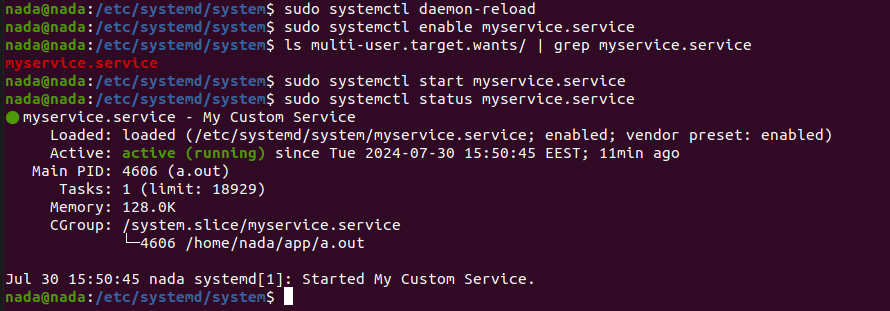 nada@nada:/etc/systemd/system$ sudo systemctl daemon-reload
nada@nada:/etc/systemd/system$ sudo systemctl enable myservice.service
nada@nada:/etc/systemd/system$ ls multi-user.target.wants/ | grep myservice.service
myservice.service
nada@nada:/etc/systemd/system$ sudo systemctl start myservice.service
nada@nada:/etc/systemd/system$ sudo systemctl status myservice.service
● myservice.service - My Custom Service
     Loaded: loaded (/etc/systemd/system/myservice.service; enabled; vendor preset: enabled)
     Active: active (running) since Tue 2024-07-30 15:50:45 EEST; 11min ago
   Main PID: 4606 (a.out)
      Tasks: 1 (limit: 18929)
     Memory: 128.0K
     CGroup: /system.slice/myservice.service
             └─4606 /home/nada/app/a.out
Jul 30 15:50:45 nada systemd[1]: Started My Custom Service.
nada@nada:/etc/systemd/system$